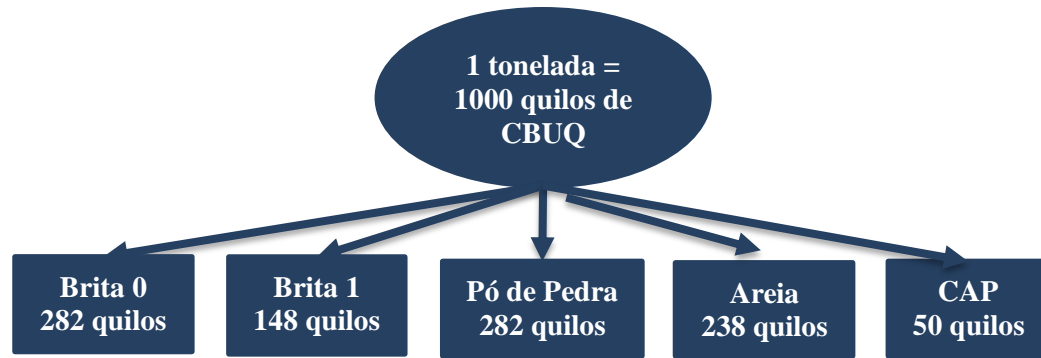 1 tonelada =
1000 quilos de
CBUQ
Brita 0
282 quilos
Brita 1
148 quilos
Pó de Pedra
282 quilos
Areia
238 quilos
CAP
50 quilos